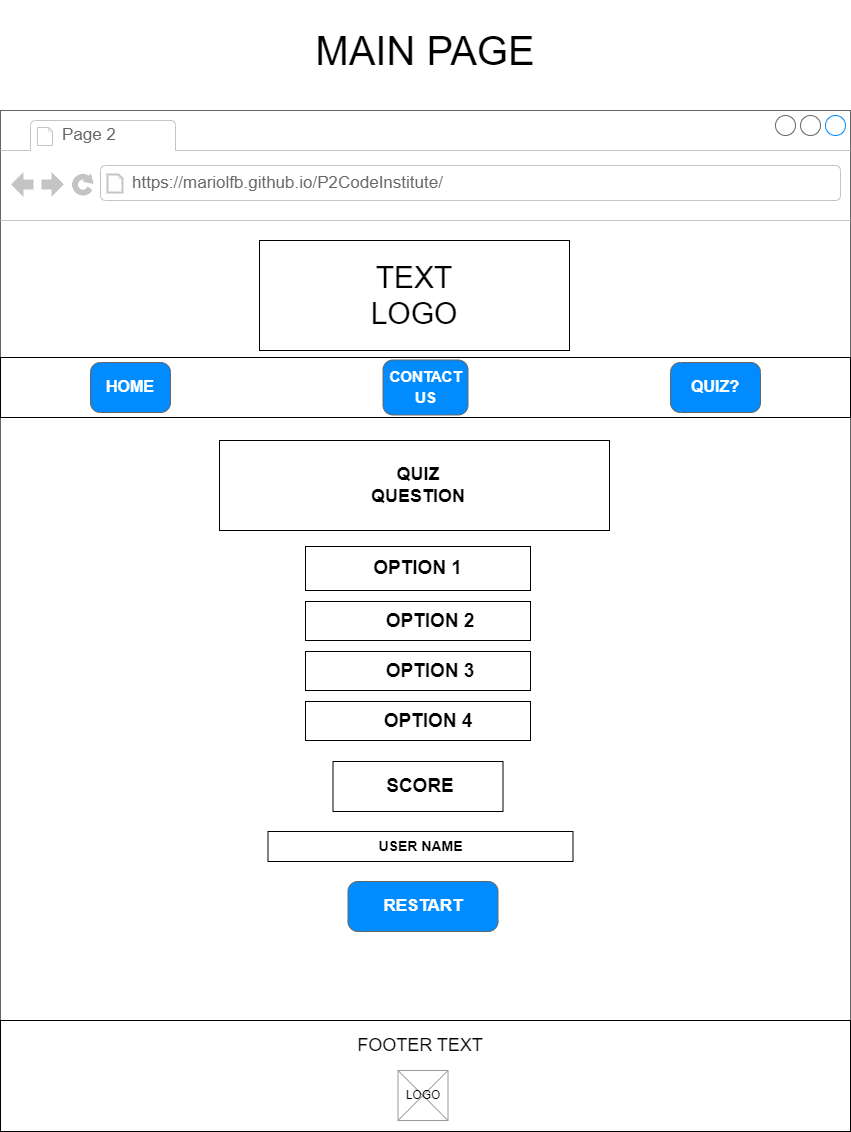 MAIN PAGE
Page 2
https://mariolfb.github.io/P2CodeInstitute/
TEXT
LOGO
HOME
CONTACT
US
QUIZ?
QUIZ
QUESTION
OPTION 1
OPTION 2
OPTION 3
OPTION 4
SCORE
USER NAME
RESTART
FOOTER TEXT
LOGO